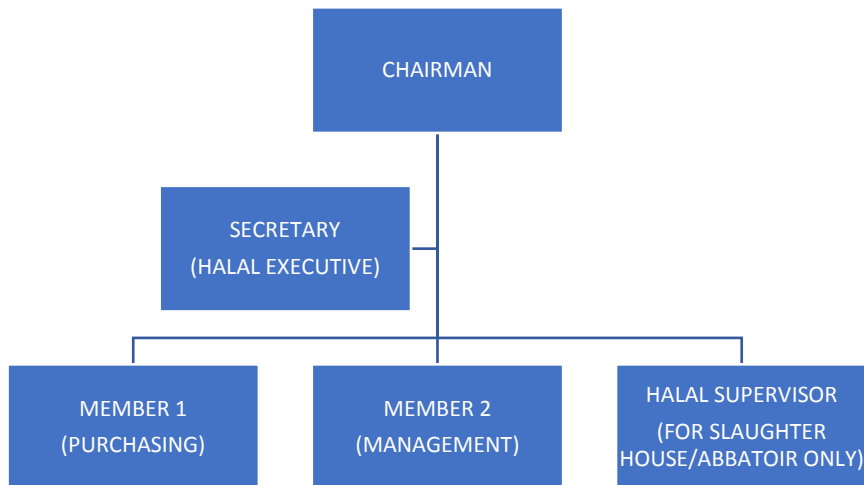 CHAIRMAN
SECRETARY
(HALAL EXECUTIVE)
MEMBER 1
(PURCHASING)
MEMBER 2
(MANAGEMENT)
HALAL SUPERVISOR
(FOR SLAUGHTER
HOUSE/ABBATOIR ONLY)